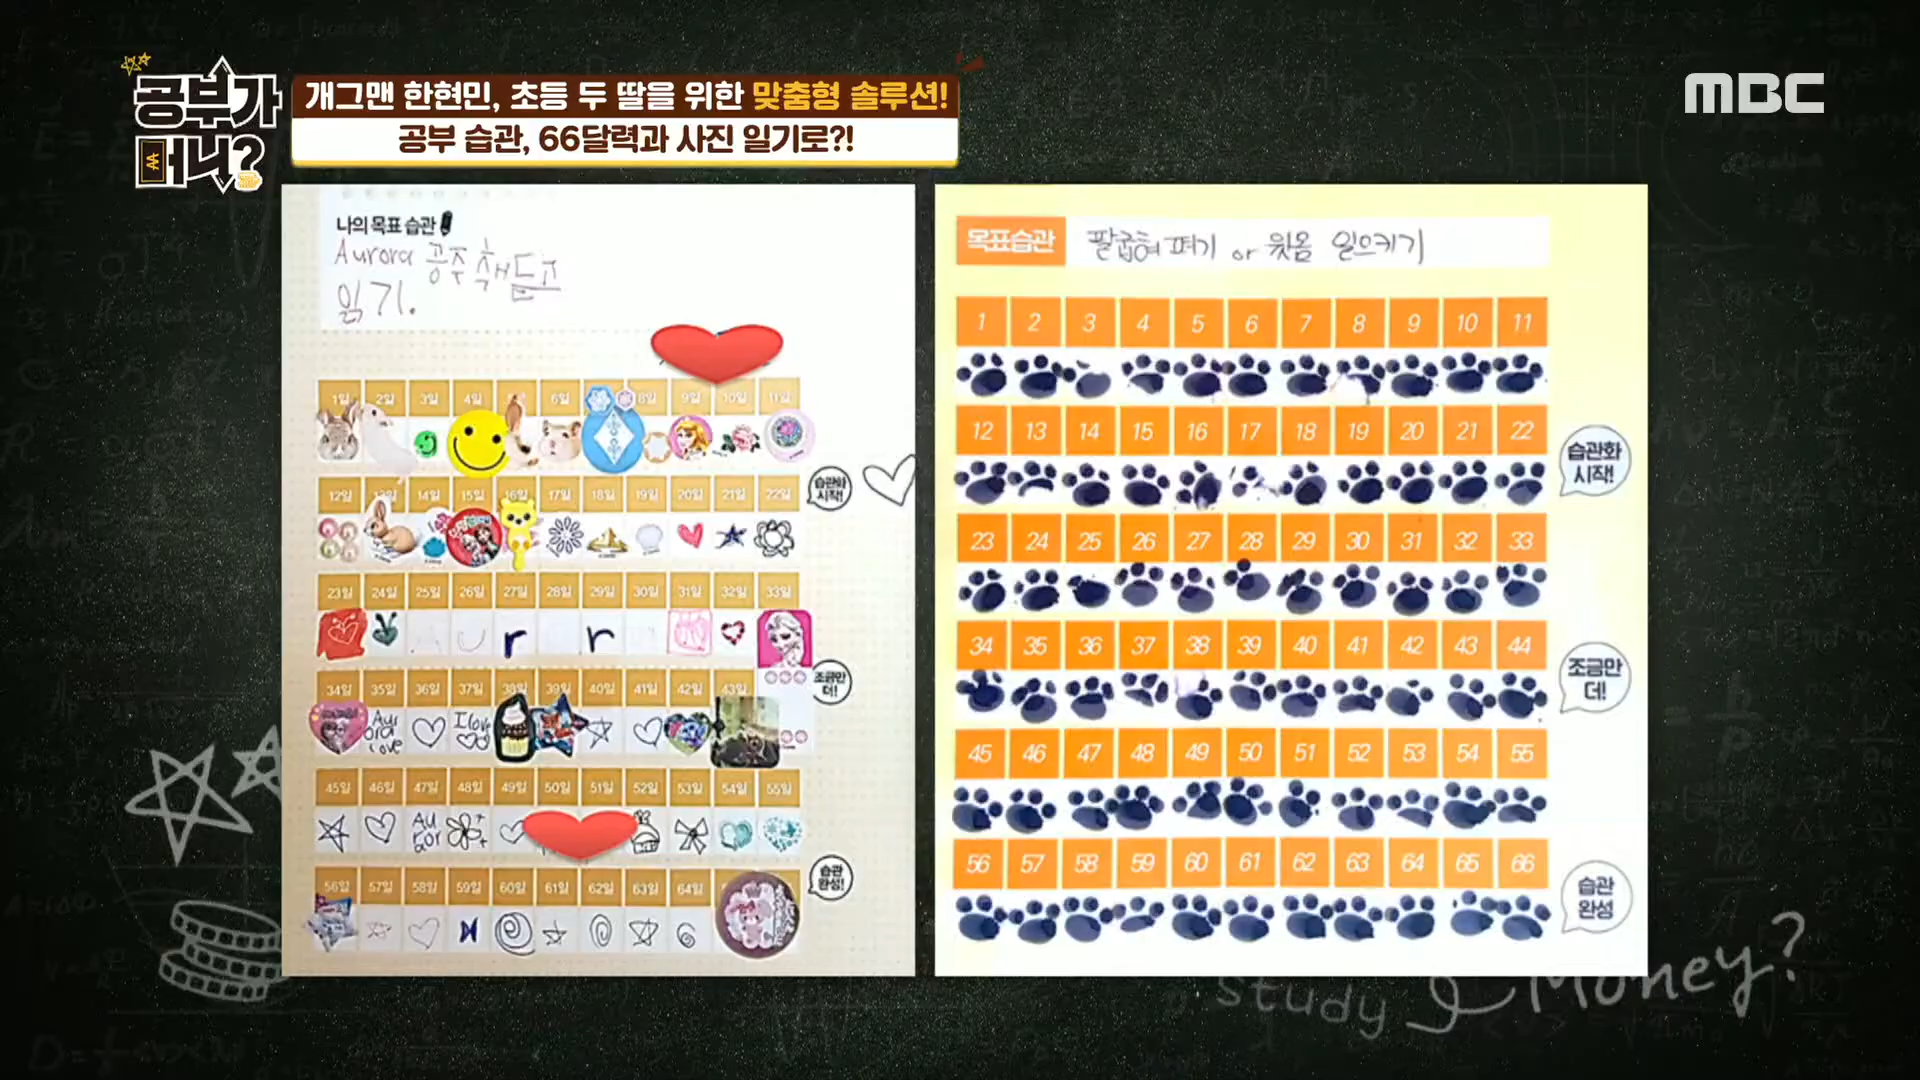 공부가 머니?
개그맨 한현민, 초등 두 딸을 위한 맞춤형 솔루션!
공부 습관, 66달력과 사진 일기로?!
MBC
나의 목표 습관
Aurora 공주 책 듣고
읽기.
1일 2일 3일 4일 6일 8일 9일 10일 11일
12일 13일 14일 15일 16일 17일 18일 19일 20일 21일 22일
습관화
시작!
23일 24일 25일 26일 27일 28일 29일 30일 31일 32일 33일
r r
34일 35일 36일 37일 38일 39일 40일 41일 42일 43일
조금만
더!
Aur
ora
love
I love
45일 46일 47일 48일 49일 50일 51일 52일 53일 54일 55일
Au
ror
56일 57일 58일 59일 60일 61일 62일 63일 64일
습관
완성!
목표습관
팔굽혀펴기 or 윗몸 일으키기
1 2 3 4 5 6 7 8 9 10 11
12 13 14 15 16 17 18 19 20 21 22
습관화
시작!
23 24 25 26 27 28 29 30 31 32 33
34 35 36 37 38 39 40 41 42 43 44
조금만
더!
45 46 47 48 49 50 51 52 53 54 55
56 57 58 59 60 61 62 63 64 65 66
습관
완성
study Money?